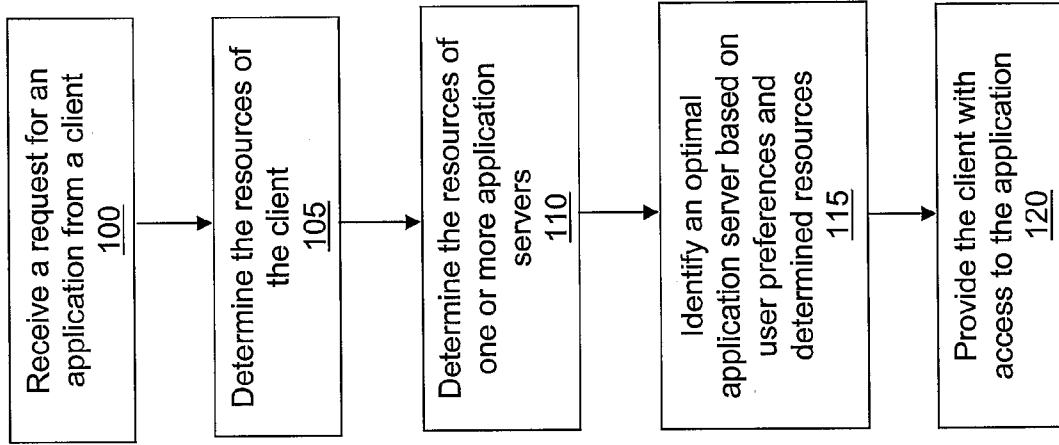 Receive a request for an
application from a client
100
Determine the resources of
the client
105
Determine the resources of
one or more application
servers
110
Identify an optimal
application server based on
user preferences and
determined resources
115
Provide the client with
access to the application
120